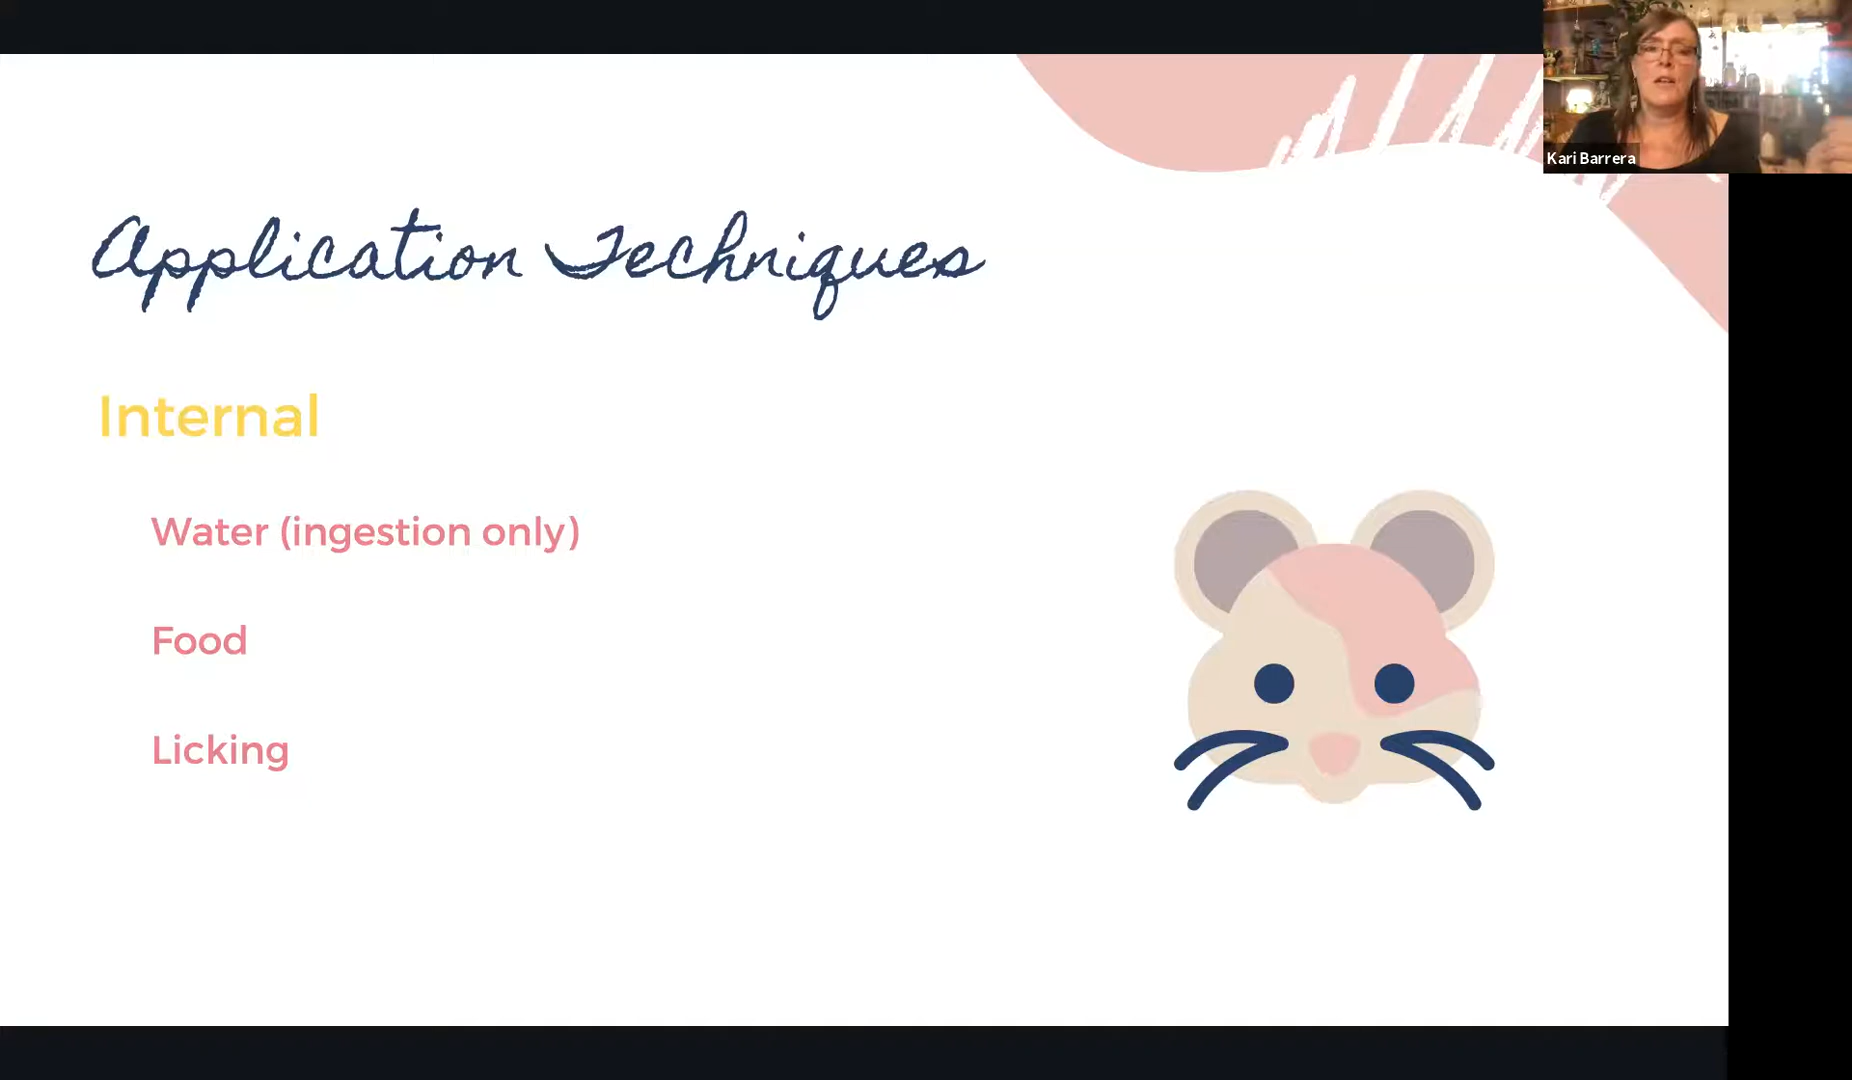 Application Techniques
Internal
Water (ingestion only)
Food
Licking
Kari Barrera